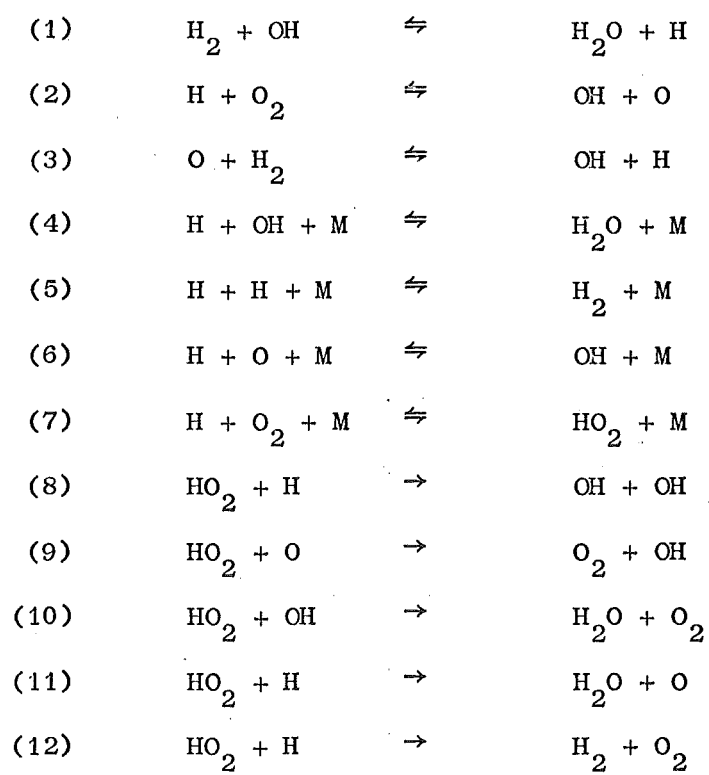 (1) H2 + OH ⇋ H2O + H
(2) H + O2 ⇋ OH + O
(3) O + H2 ⇋ OH + H
(4) H + OH + M ⇋ H2O + M
(5) H + H + M ⇋ H2 + M
(6) H + O + M ⇋ OH + M
(7) H + O2 + M ⇋ HO2 + M
(8) HO2 + H → OH + OH
(9) HO2 + O → O2 + OH
(10) HO2 + OH → H2O + O2
(11) HO2 + H → H2O + O
(12) HO2 + H → H2 + O2